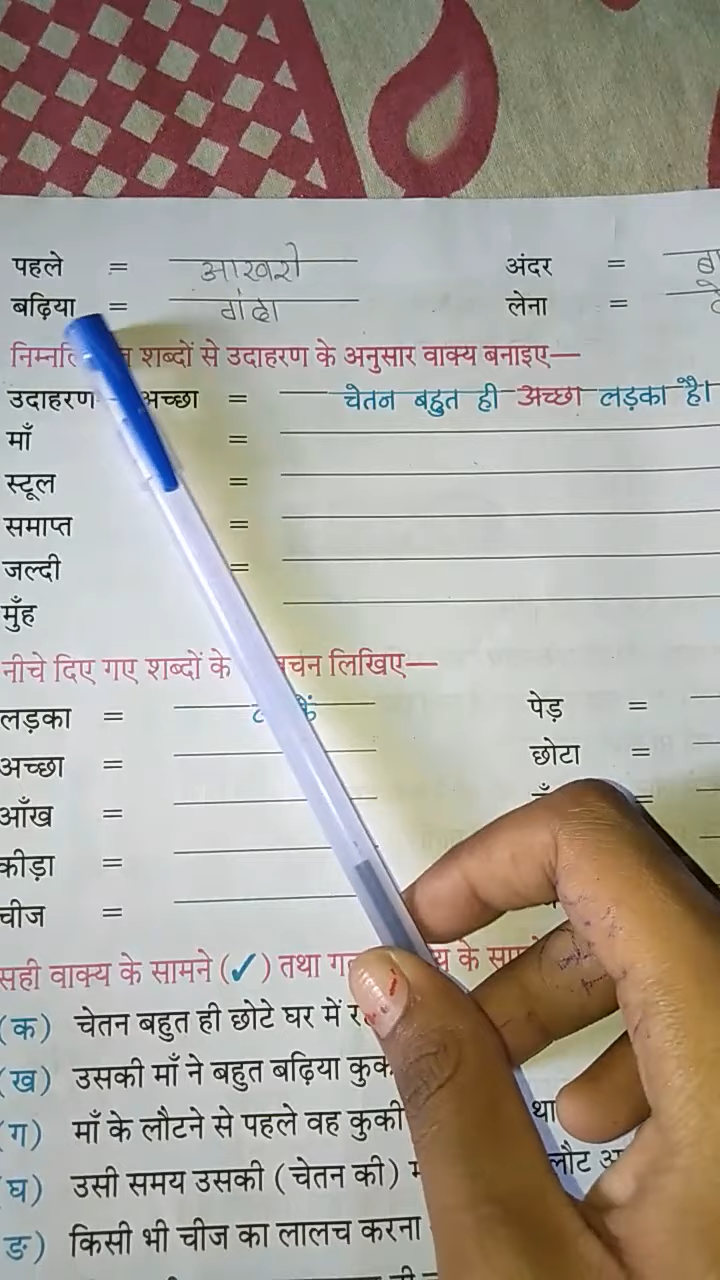 पहले = आखरी अंदर =
बढ़िया = गंदा लेना =
शब्दों से उदाहरण के अनुसार वाक्य बनाइए—
उदाहरण अच्छा = चेतन बहुत ही अच्छा लड़का है।
माँ =
स्टूल =
समाप्त =
जल्दी =
मुँह
नीचे दिए गए शब्दों के लिखिए—
लड़का = पेड़ =
अच्छा = छोटा =
आँख = =
कीड़ा =
चीज =
सही वाक्य के सामने (✓) तथा के
(क) चेतन बहुत ही छोटे घर में
(ख) उसकी माँ ने बहुत बढ़िया
(ग) माँ के लौटने से पहले वह कुकी था
(घ) उसी समय उसकी (चेतन की) लौट
(ङ) किसी भी चीज का लालच करना